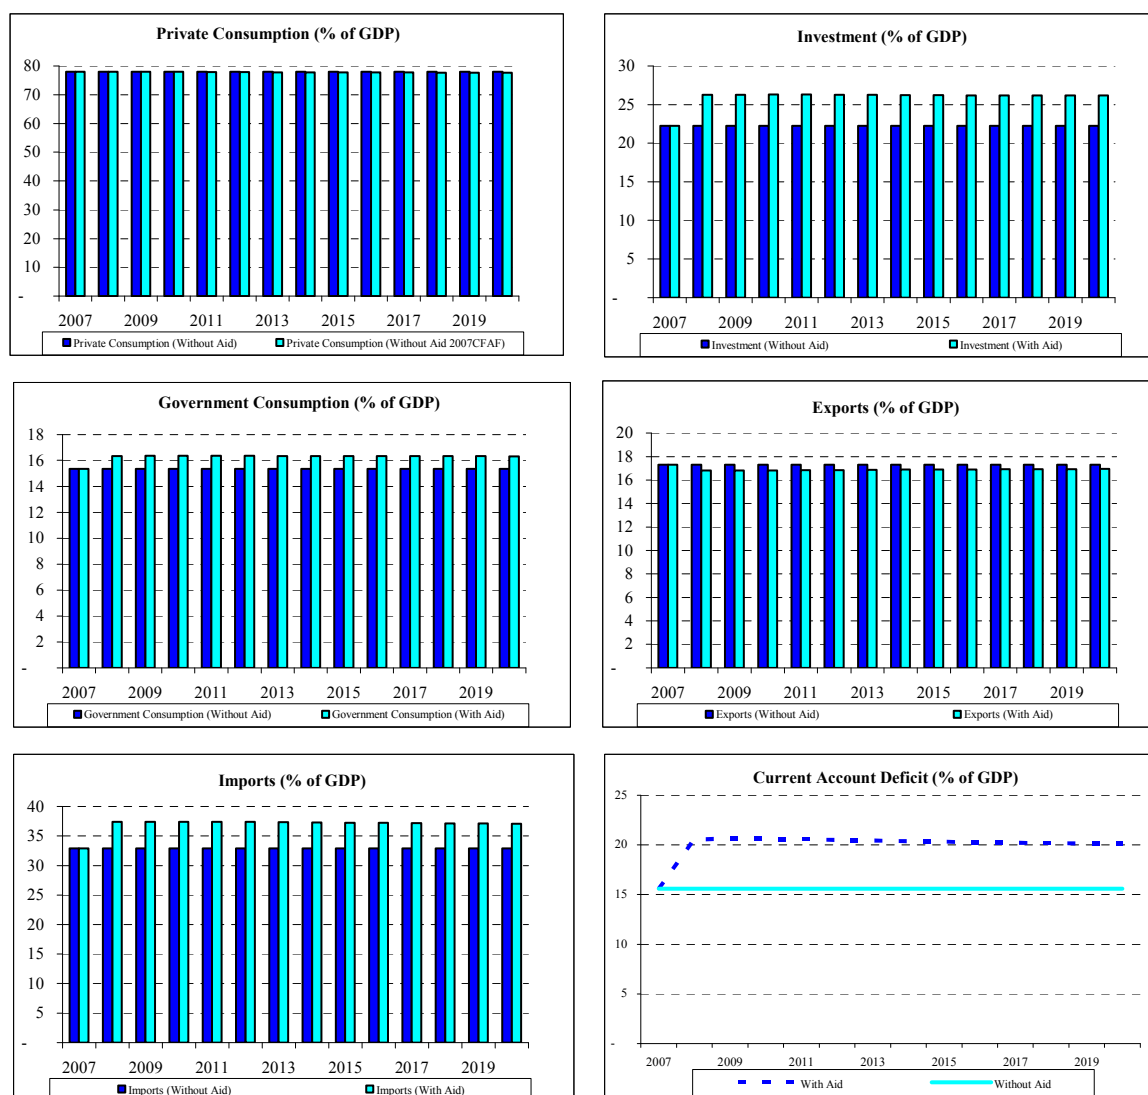 Private Consumption (% of GDP)
80
70
60
50
40
30
20
10
-
2007 2009 2011 2013 2015 2017 2019
Private Consumption (Without Aid) Private Consumption (Without Aid 2007CFAF)
Investment (% of GDP)
30
25
20
15
10
5
-
2007 2009 2011 2013 2015 2017 2019
Investment (Without Aid) Investment (With Aid)
Government Consumption (% of GDP)
18
16
14
12
10
8
6
4
2
-
2007 2009 2011 2013 2015 2017 2019
Government Consumption (Without Aid) Government Consumption (With Aid)
Exports (% of GDP)
20
18
16
14
12
10
8
6
4
2
-
2007 2009 2011 2013 2015 2017 2019
Exports (Without Aid) Exports (With Aid)
Imports (% of GDP)
40
35
30
25
20
15
10
5
-
2007 2009 2011 2013 2015 2017 2019
Imports (Without Aid) Imports (With Aid)
Current Account Deficit (% of GDP)
25
20
15
10
5
-
2007 2009 2011 2013 2015 2017 2019
With Aid Without Aid